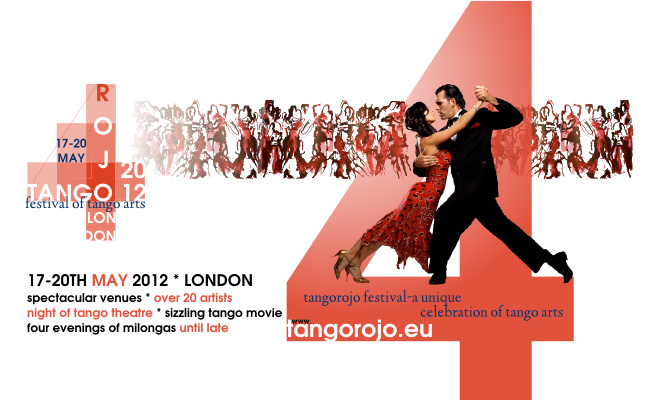 R
O
J
17-20
MAY
20
TANGO 12
festival of tango arts
LON
DON
17-20TH MAY 2012 * LONDON
spectacular venues * over 20 artists
night of tango theatre * sizzling tango movie
four evenings of milongas until late
tangorojo festival-a unique
celebration of tango arts
www.
tangorojo.eu